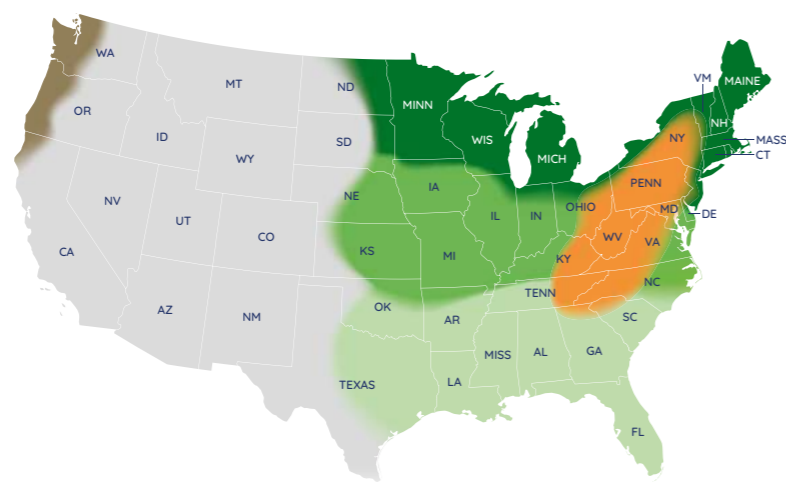 WA
MT
ND
MINN
VM
MAINE
OR
ID
WY
SD
WIS
MICH
NY
NH
MASS
CT
NV
UT
CO
NE
IA
IL
IN
OHIO
PENN
MD
DE
CA
KS
MI
KY
WV
VA
AZ
NM
OK
AR
TENN
NC
SC
TEXAS
LA
MISS
AL
GA
FL